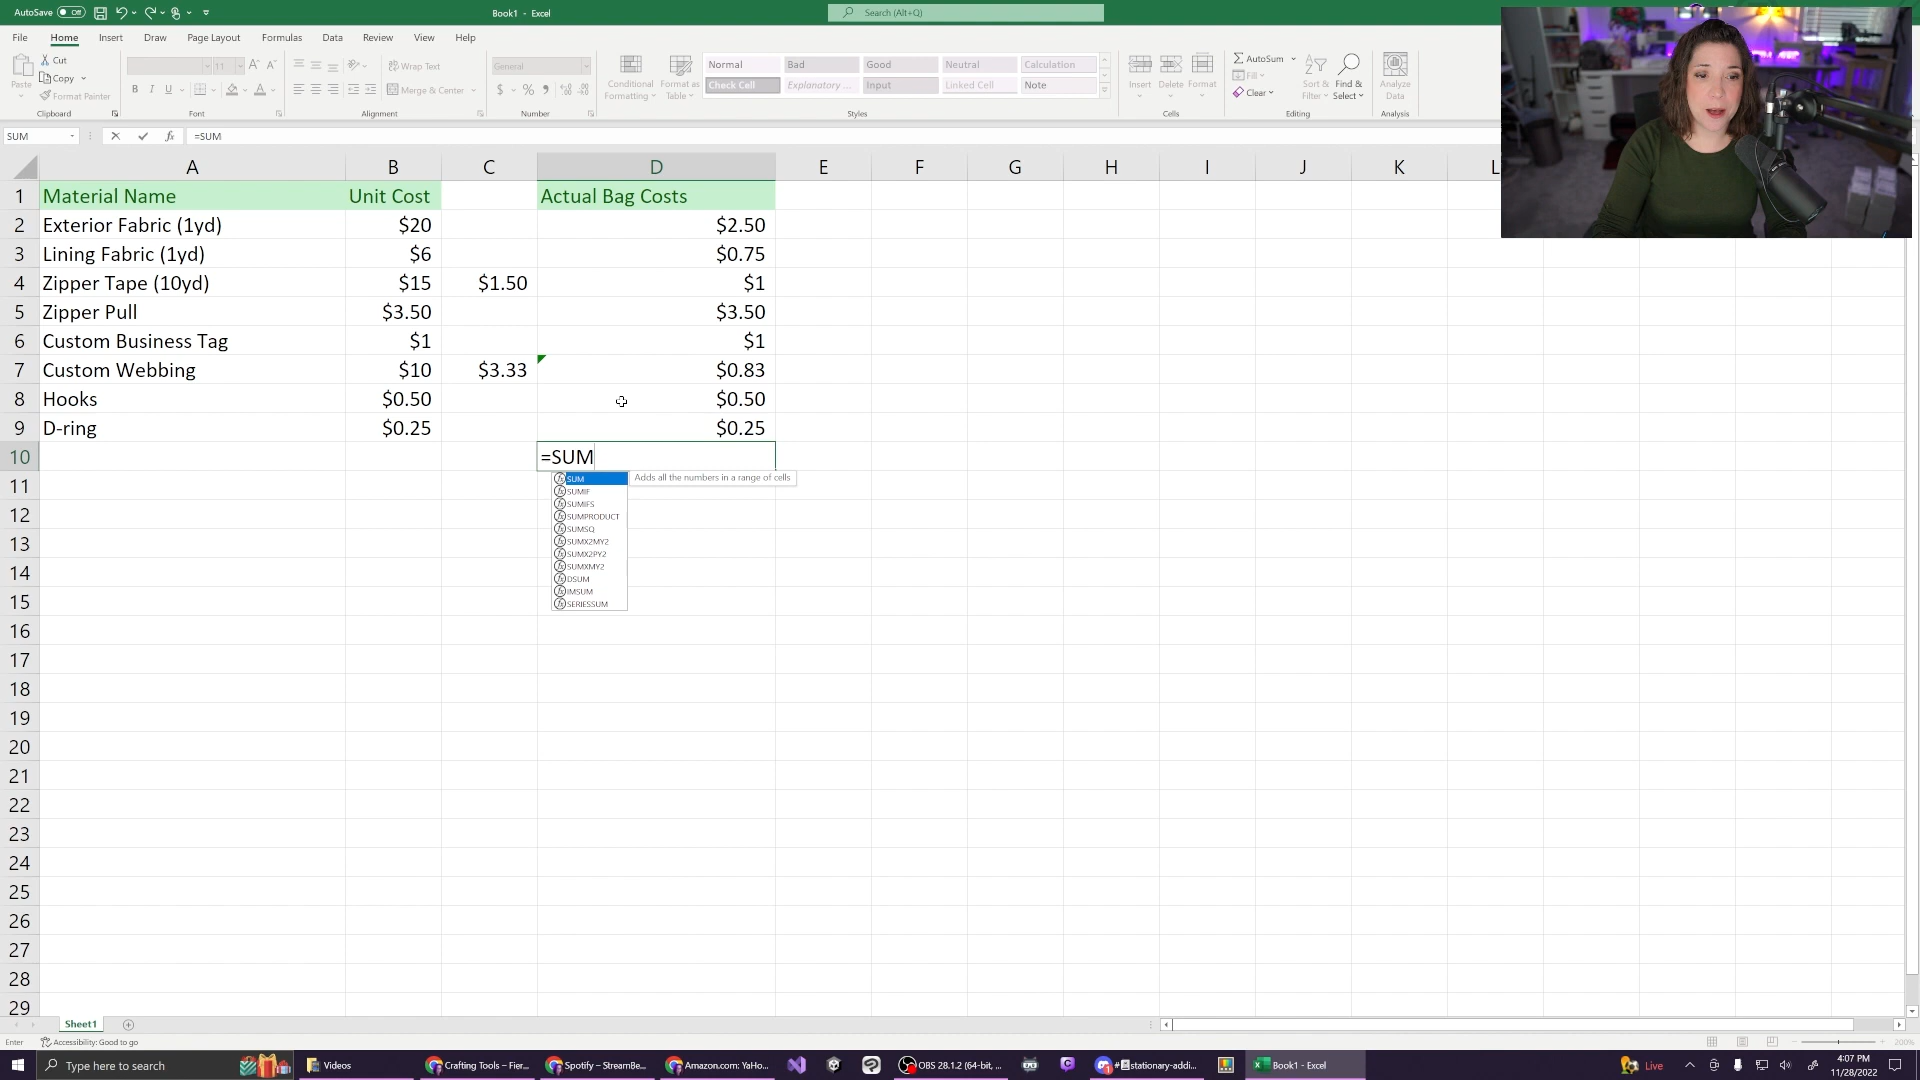 AutoSave Off
Book1 - Excel
Search (Alt+Q)
File Home Insert Draw Page Layout Formulas Data Review View Help
Paste
Cut
Copy
Format Painter
Clipboard
11
B I U
Font
Wrap Text
Merge & Center
Alignment
General
$ % 9
Number
Conditional Formatting
Format as Table
Normal Bad Good Neutral Calculation
Check Cell Explanatory ... Input Linked Cell Note
Styles
Insert Delete Format
Cells
AutoSum
Fill
Clear
Sort & Filter
Find & Select
Editing
Analyze Data
Analysis
SUM
fx
=SUM
A B C D E F G H I J K L
1 Material Name Unit Cost Actual Bag Costs
2 Exterior Fabric (1yd) $20 $2.50
3 Lining Fabric (1yd) $6 $0.75
4 Zipper Tape (10yd) $15 $1.50 $1
5 Zipper Pull $3.50 $3.50
6 Custom Business Tag $1 $1
7 Custom Webbing $10 $3.33 $0.83
8 Hooks $0.50 $0.50
9 D-ring $0.25 $0.25
10 =SUM
SUM Adds all the numbers in a range of cells
SUMIF
SUMIFS
SUMPRODUCT
SUMSQ
SUMX2MY2
SUMX2PY2
SUMXMY2
DSUM
IMSUM
SERIESSUM
11
12
13
14
15
16
17
18
19
20
21
22
23
24
25
26
27
28
29
Sheet1
Enter
Accessibility: Good to go
200%
Type here to search
Videos
Crafting Tools – Fier...
Spotify – StreamBe...
Amazon.com: YaHo...
OBS 28.1.2 (64-bit, ...
stationary-addi...
Book1 - Excel
Live
4:07 PM
11/28/2022